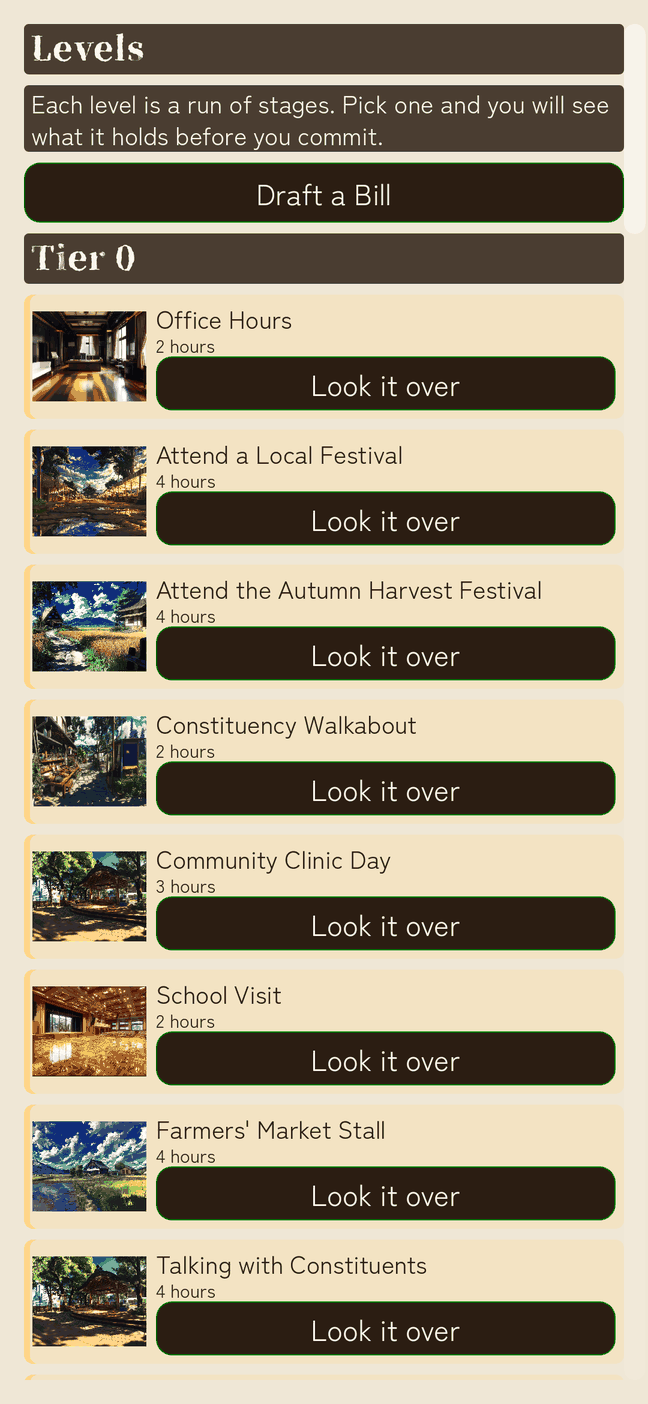 Levels
Each level is a run of stages. Pick one and you will see
what it holds before you commit.
Draft a Bill
Tier 0
Office Hours
2 hours
Look it over
Attend a Local Festival
4 hours
Look it over
Attend the Autumn Harvest Festival
4 hours
Look it over
Constituency Walkabout
2 hours
Look it over
Community Clinic Day
3 hours
Look it over
School Visit
2 hours
Look it over
Farmers' Market Stall
4 hours
Look it over
Talking with Constituents
4 hours
Look it over